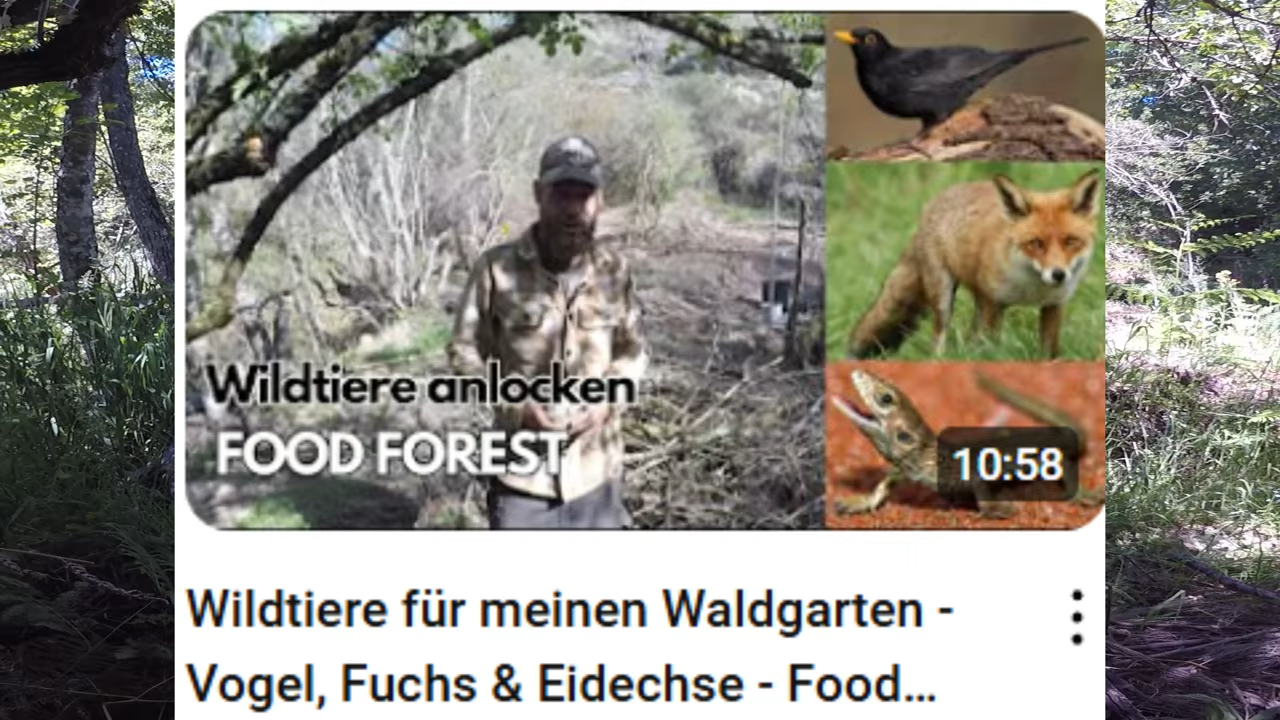 Wildtiere anlocken
FOOD FOREST
10:58
Wildtiere für meinen Waldgarten -
Vogel, Fuchs & Eidechse - Food...